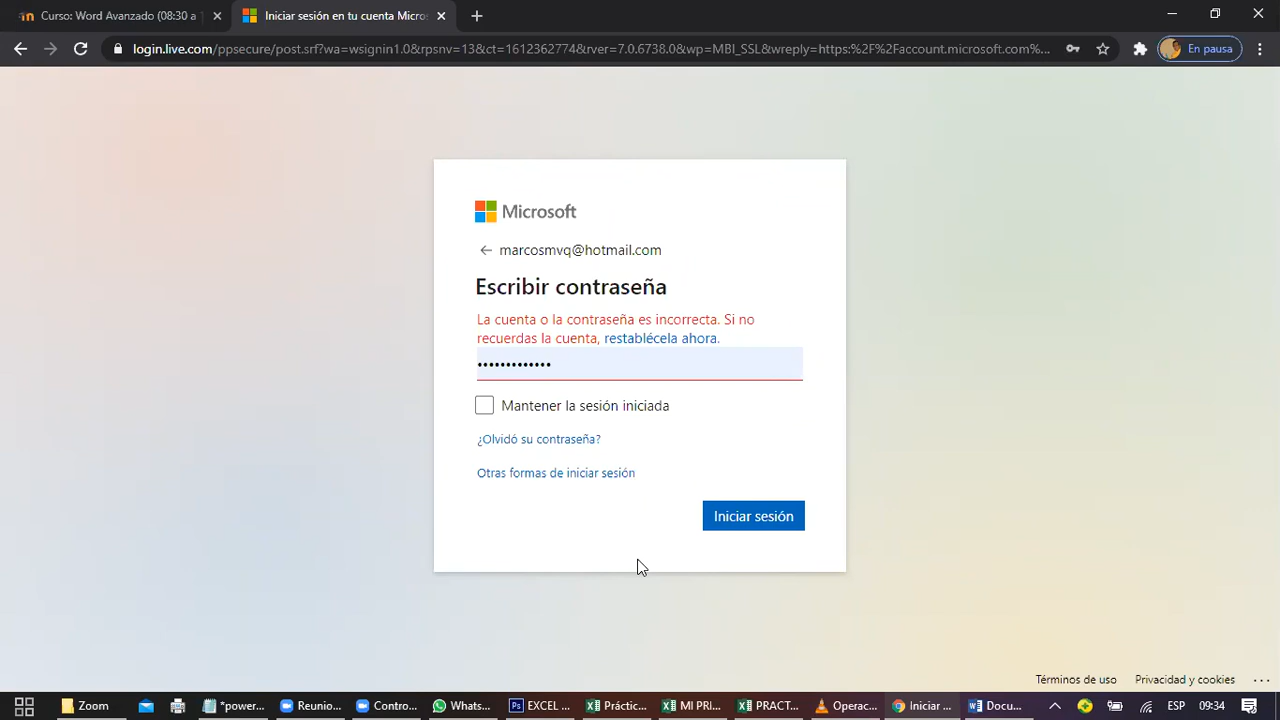 Curso: Word Avanzado (08:30 a 1
Iniciar sesión en tu cuenta Micros
login.live.com/ppsecure/post.srf?wa=wsignin1.0&rpsnv=13&ct=1612362774&rver=7.0.6738.0&wp=MBI_SSL&wreply=https:%2F%2Faccount.microsoft.com%...
En pausa
Microsoft
marcosmvq@hotmail.com
Escribir contraseña
La cuenta o la contraseña es incorrecta. Si no
recuerdas la cuenta, restablécela ahora.
•••••••••••••
Mantener la sesión iniciada
¿Olvidó su contraseña?
Otras formas de iniciar sesión
Iniciar sesión
Términos de uso Privacidad y cookies ...
Zoom *power... Reunio... Contro... Whats... EXCEL ... Práctic... MI PRI... PRACT... Operac... Iniciar ... Docu... ESP 09:34